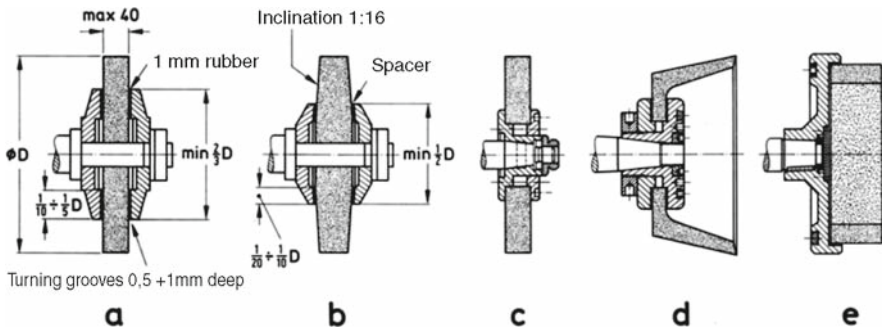 max 40
Inclination 1:16
1 mm rubber
Spacer
ϕD
min 2/3 D
min 1/2 D
1/10 ÷ 1/5 D
1/20 ÷ 1/10 D
Turning grooves 0,5 +1mm deep
a b c d e